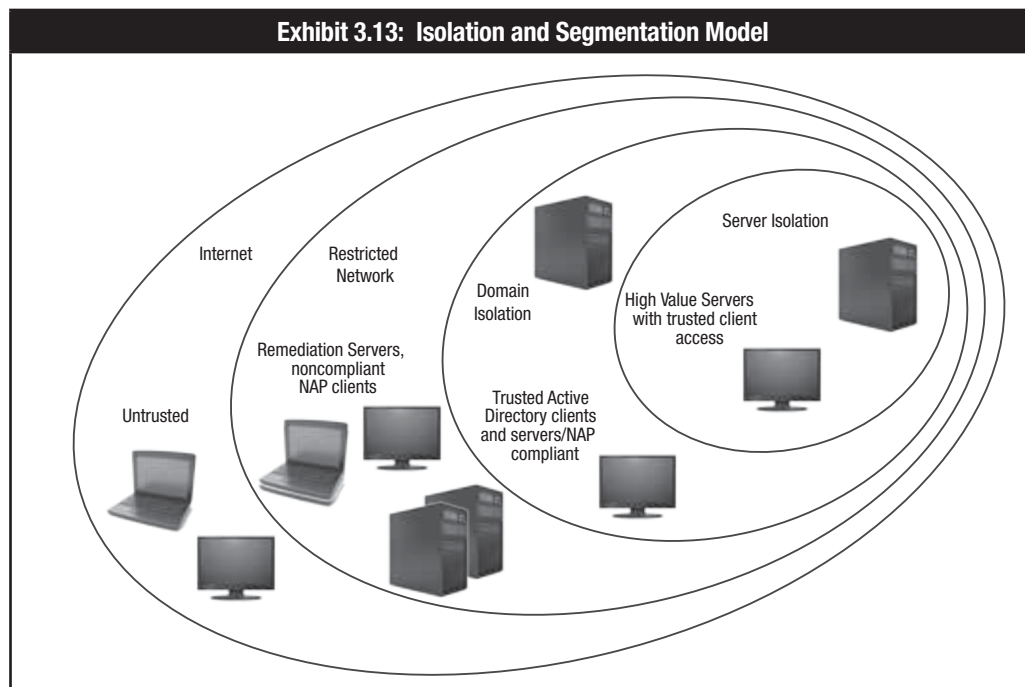 Exhibit 3.13: Isolation and Segmentation Model
Internet
Restricted
Network
Server Isolation
Domain
Isolation
High Value Servers
with trusted client
access
Remediation Servers,
noncompliant
NAP clients
Untrusted
Trusted Active
Directory clients
and servers/NAP
compliant